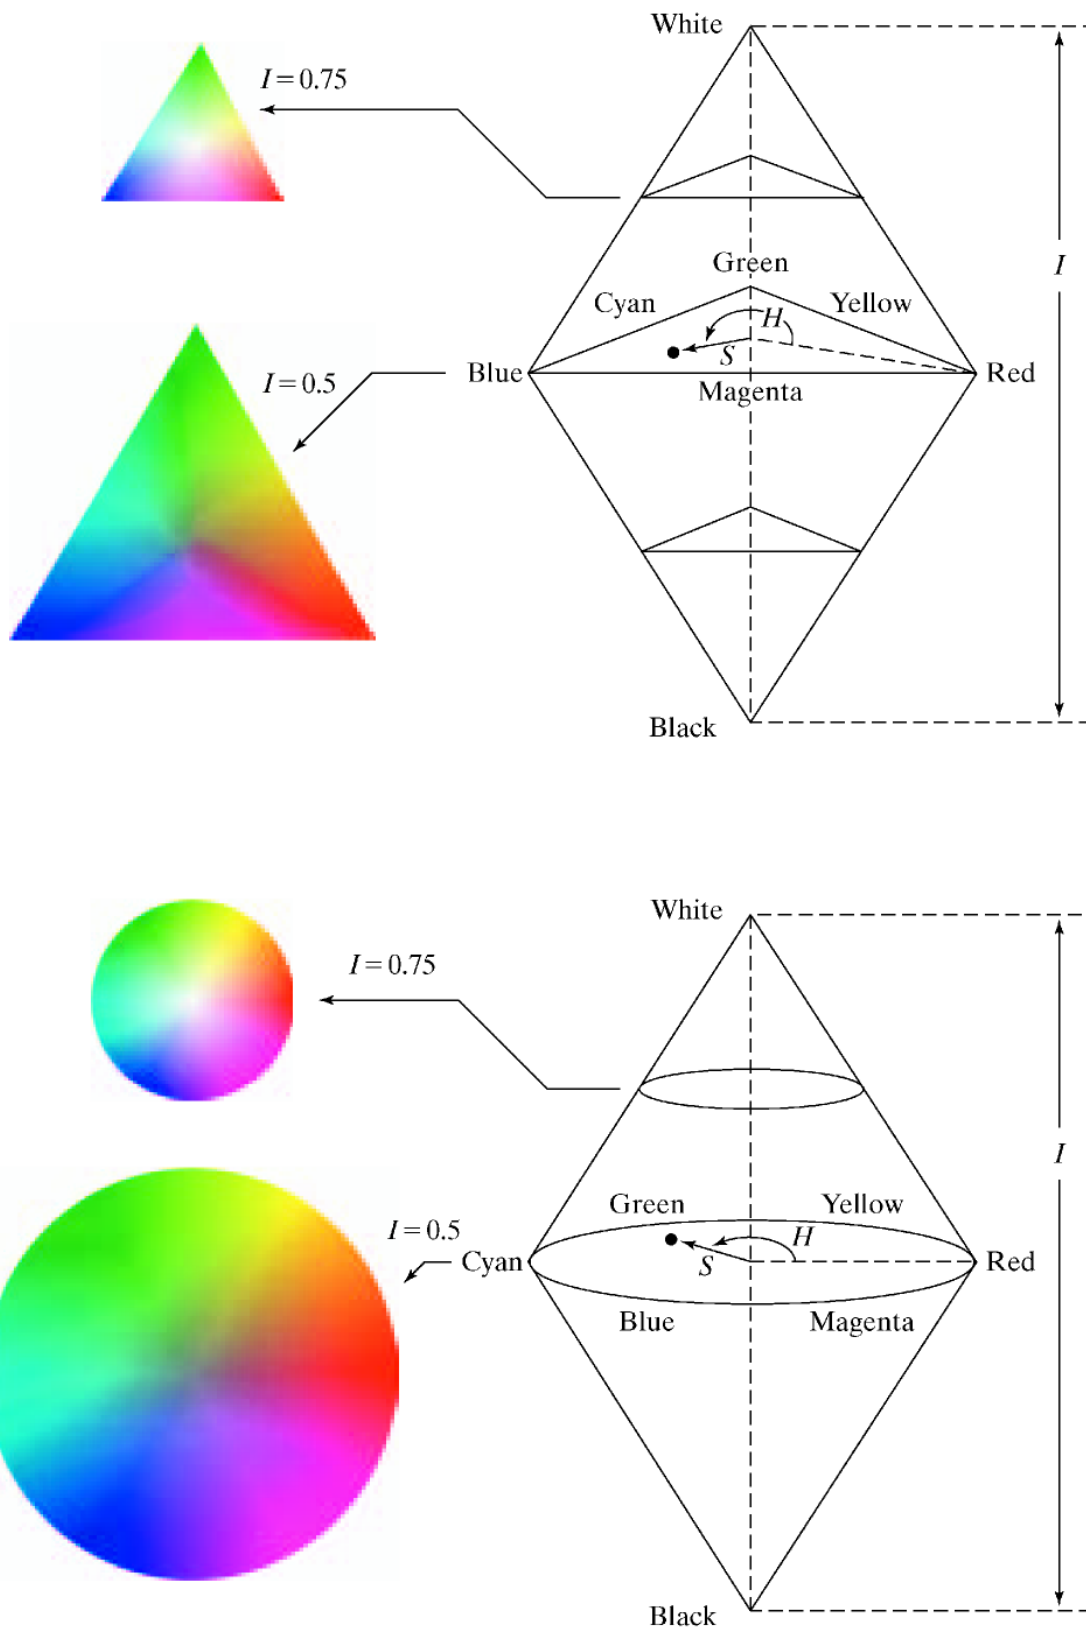 White
I = 0.75
Green
I
Cyan
Yellow
H
S
I = 0.5
Blue
Red
Magenta
Black
White
I = 0.75
I
Green
Yellow
I = 0.5
H
Cyan
S
Red
Blue
Magenta
Black